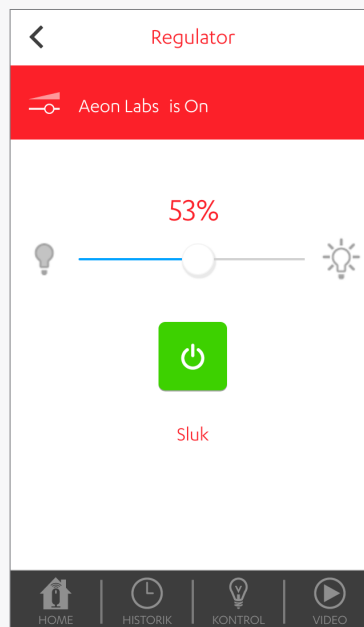 Regulator
Aeon Labs is On
53%
Sluk
HOME HISTORIK KONTROL VIDEO